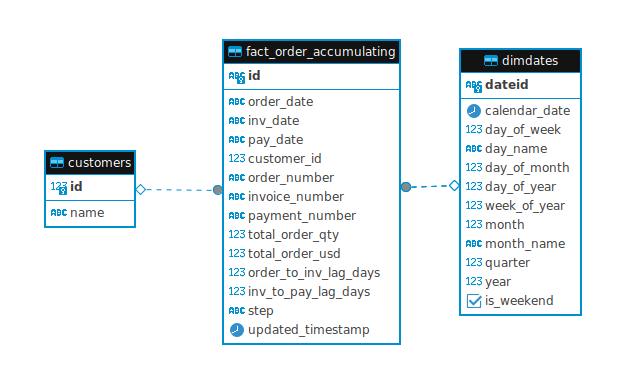 customers
123 id
ABC name
fact_order_accumulating
ABC id
ABC order_date
ABC inv_date
ABC pay_date
123 customer_id
ABC order_number
ABC invoice_number
ABC payment_number
123 total_order_qty
123 total_order_usd
123 order_to_inv_lag_days
123 inv_to_pay_lag_days
ABC step
updated_timestamp
dimdates
ABC dateid
calendar_date
123 day_of_week
ABC day_name
123 day_of_month
123 day_of_year
123 week_of_year
123 month
ABC month_name
123 quarter
123 year
is_weekend